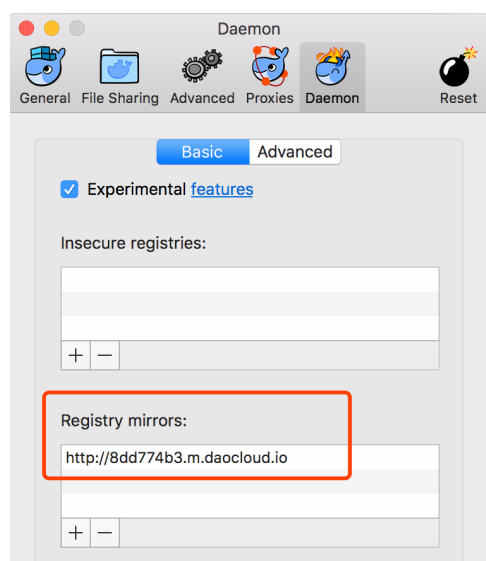 Daemon
General File Sharing Advanced Proxies Daemon Reset
Basic Advanced
Experimental features
Insecure registries:
+ −
Registry mirrors:
http://8dd774b3.m.daocloud.io
+ −